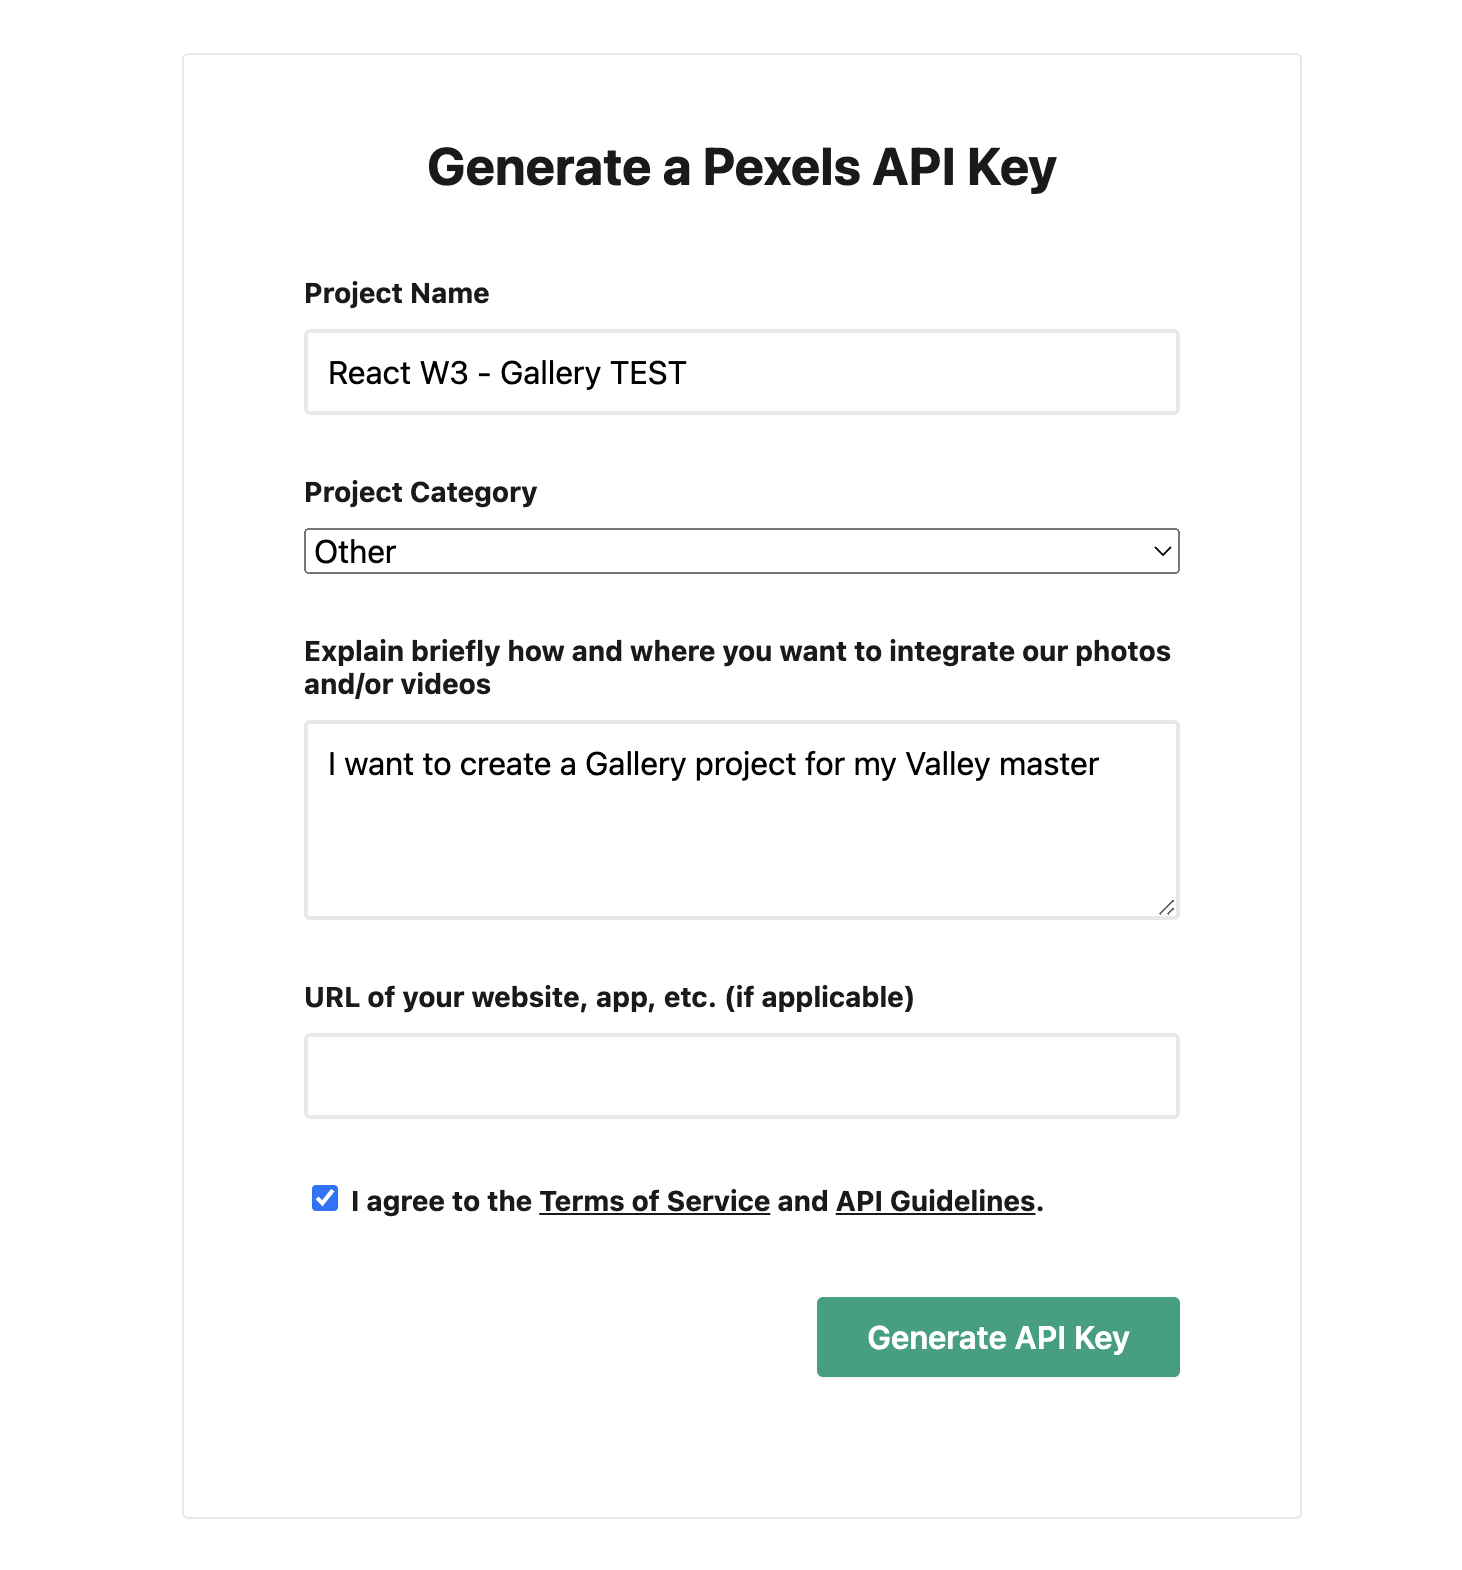 Generate a Pexels API Key
Project Name
React W3 - Gallery TEST
Project Category
Other
Explain briefly how and where you want to integrate our photos
and/or videos
I want to create a Gallery project for my Valley master
URL of your website, app, etc. (if applicable)
I agree to the Terms of Service and API Guidelines.
Generate API Key